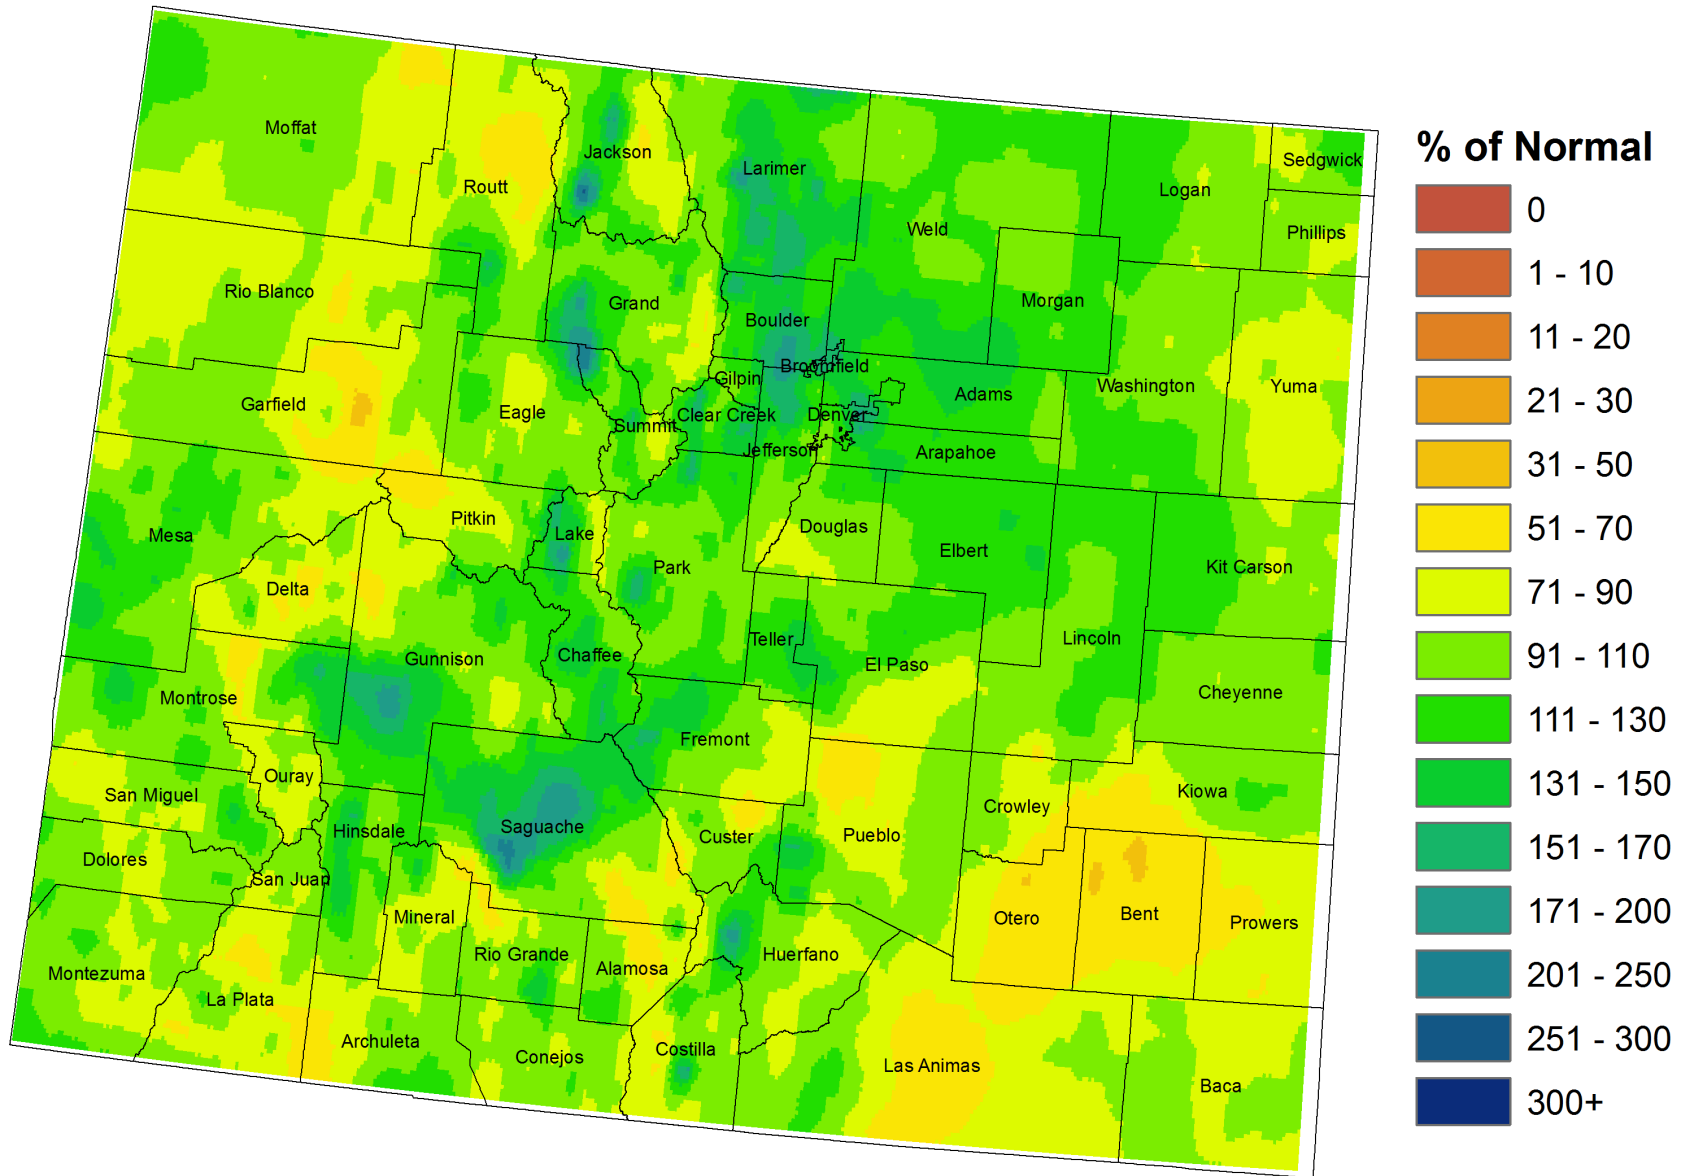 % of Normal
0
1 - 10
11 - 20
21 - 30
31 - 50
51 - 70
71 - 90
91 - 110
111 - 130
131 - 150
151 - 170
171 - 200
201 - 250
251 - 300
300+
Moffat
Routt
Jackson
Larimer
Weld
Logan
Sedgwick
Phillips
Rio Blanco
Grand
Boulder
Morgan
Broomfield
Gilpin
Adams
Washington
Yuma
Garfield
Eagle
Summit
Clear Creek
Denver
Jefferson
Arapahoe
Mesa
Pitkin
Lake
Park
Douglas
Elbert
Kit Carson
Delta
Gunnison
Chaffee
Teller
El Paso
Lincoln
Cheyenne
Montrose
Fremont
Ouray
San Miguel
Hinsdale
Saguache
Custer
Pueblo
Crowley
Kiowa
Dolores
San Juan
Mineral
Rio Grande
Alamosa
Huerfano
Otero
Bent
Prowers
Montezuma
La Plata
Archuleta
Conejos
Costilla
Las Animas
Baca